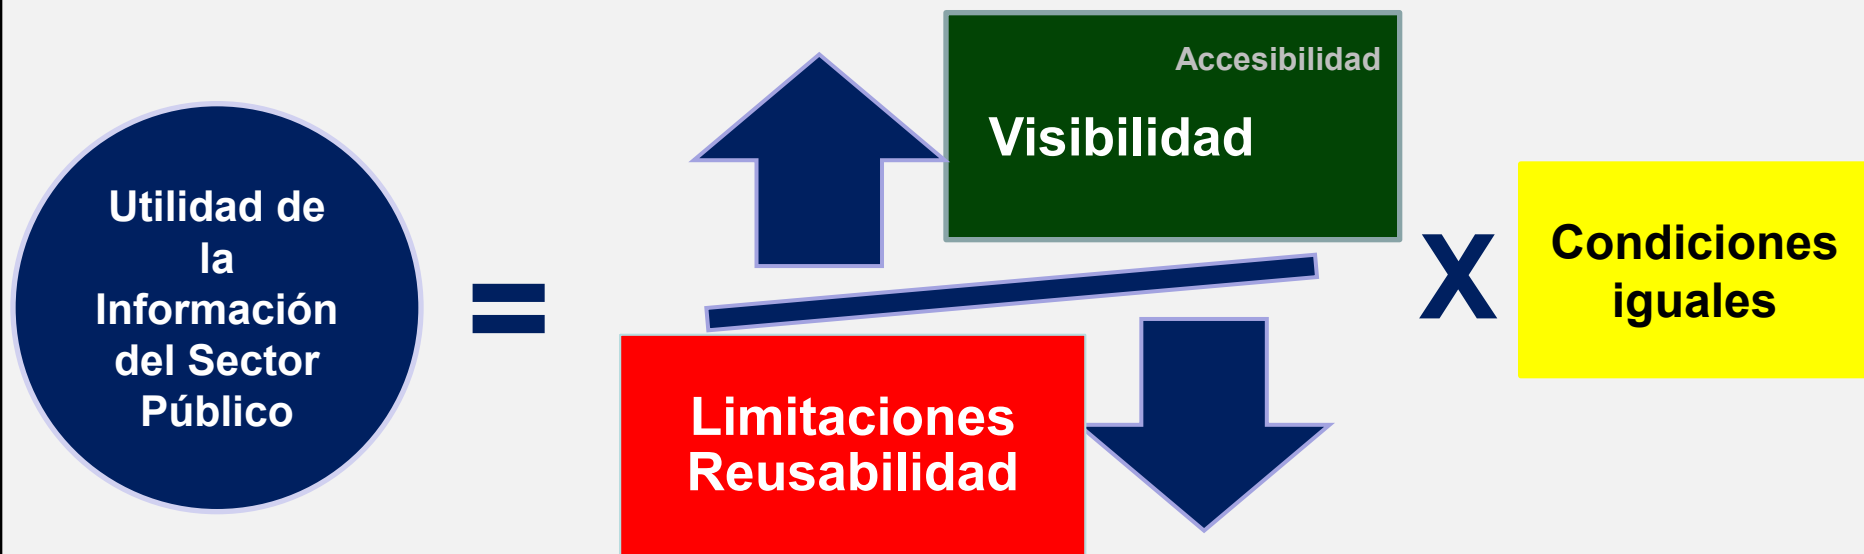 Utilidad de
la
Información
del Sector
Público
=
Accesibilidad
Visibilidad
Limitaciones
Reusabilidad
X
Condiciones
iguales